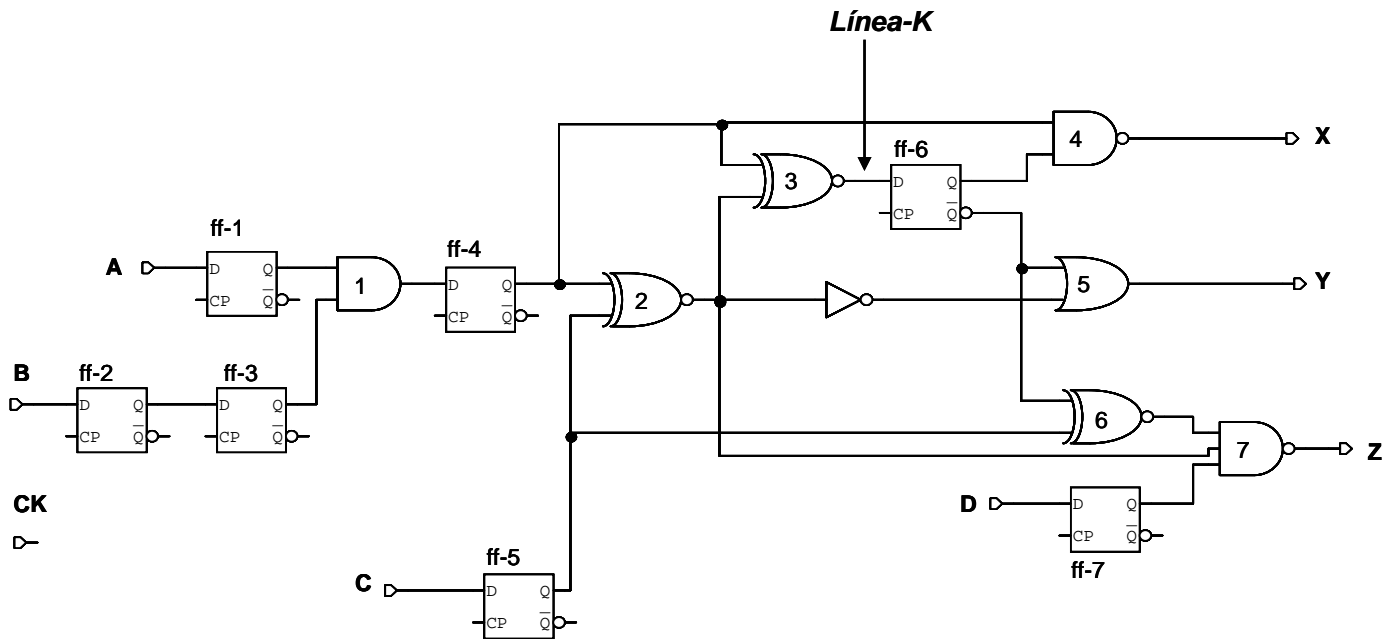 Línea-K
4
X
ff-6
3
D Q
CP Q
ff-1
ff-4
A
D Q
CP Q
1
D Q
CP Q
2
5
Y
B
ff-2
ff-3
D Q
CP Q
D Q
CP Q
6
7
Z
CK
D
D Q
CP Q
ff-7
ff-5
C
D Q
CP Q